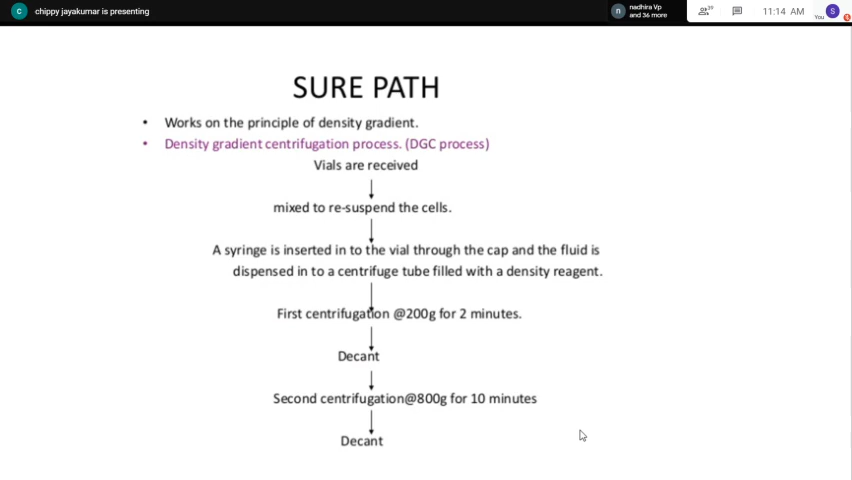 c chippy jayakumar is presenting
n nadhira Vp
and 36 more
39
11:14 AM
You S
SURE PATH
• Works on the principle of density gradient.
• Density gradient centrifugation process. (DGC process)
Vials are received
mixed to re-suspend the cells.
A syringe is inserted in to the vial through the cap and the fluid is
dispensed in to a centrifuge tube filled with a density reagent.
First centrifugation @200g for 2 minutes.
Decant
Second centrifugation@800g for 10 minutes
Decant